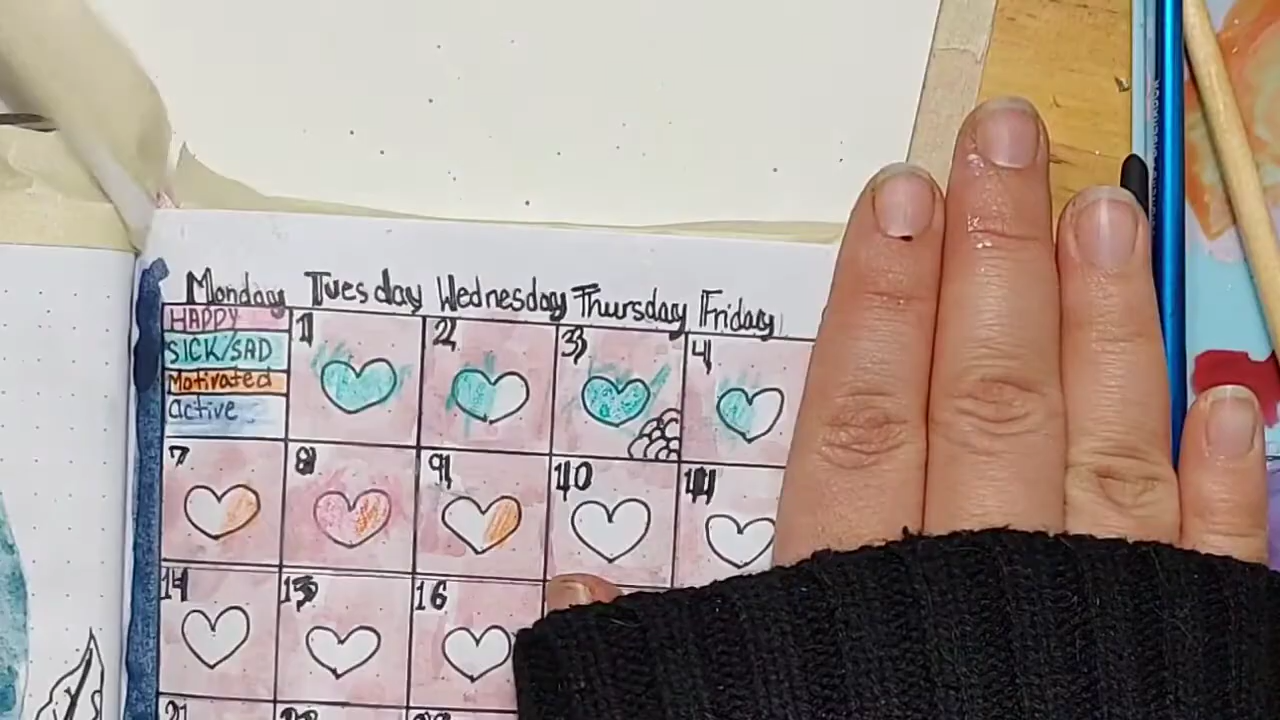 Monday Tuesday Wednesday Thursday Friday
HAPPY
SICK/SAD
Motivated
active
1 2 3 4
7 8 9 10 11
14 15 16